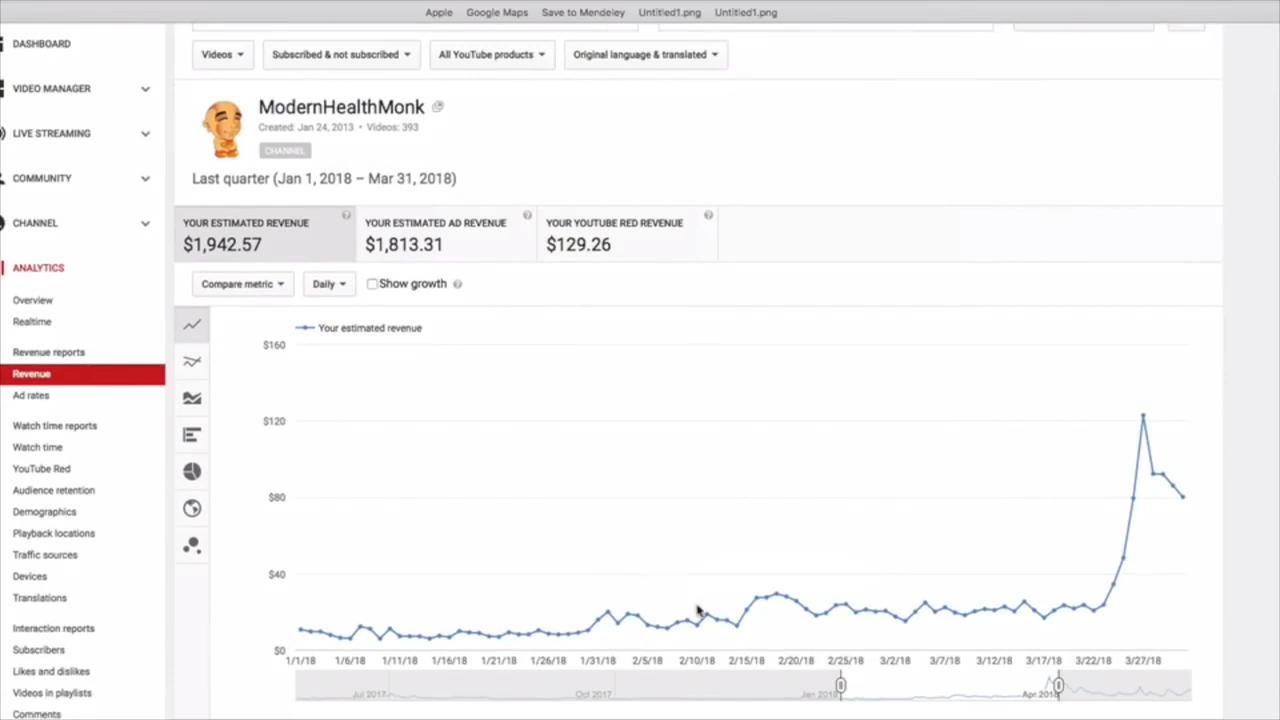 Apple Google Maps Save to Mendeley Untitled1.png Untitled1.png
DASHBOARD
VIDEO MANAGER
LIVE STREAMING
COMMUNITY
CHANNEL
ANALYTICS
Overview
Realtime
Revenue reports
Revenue
Ad rates
Watch time reports
Watch time
YouTube Red
Audience retention
Demographics
Playback locations
Traffic sources
Devices
Translations
Interaction reports
Subscribers
Likes and dislikes
Videos in playlists
Comments
Videos Subscribed & not subscribed All YouTube products Original language & translated
ModernHealthMonk
Created: Jan 24, 2013 • Videos: 393
CHANNEL
Last quarter (Jan 1, 2018 – Mar 31, 2018)
YOUR ESTIMATED REVENUE ? YOUR ESTIMATED AD REVENUE ? YOUR YOUTUBE RED REVENUE ?
$1,942.57 $1,813.31 $129.26
Compare metric Daily Show growth ?
Your estimated revenue
$160
$120
$80
$40
$0
1/1/18 1/6/18 1/11/18 1/16/18 1/21/18 1/26/18 1/31/18 2/5/18 2/10/18 2/15/18 2/20/18 2/25/18 3/2/18 3/7/18 3/12/18 3/17/18 3/22/18 3/27/18
Jul 2017 Oct 2017 Jan 2018 Apr 2018